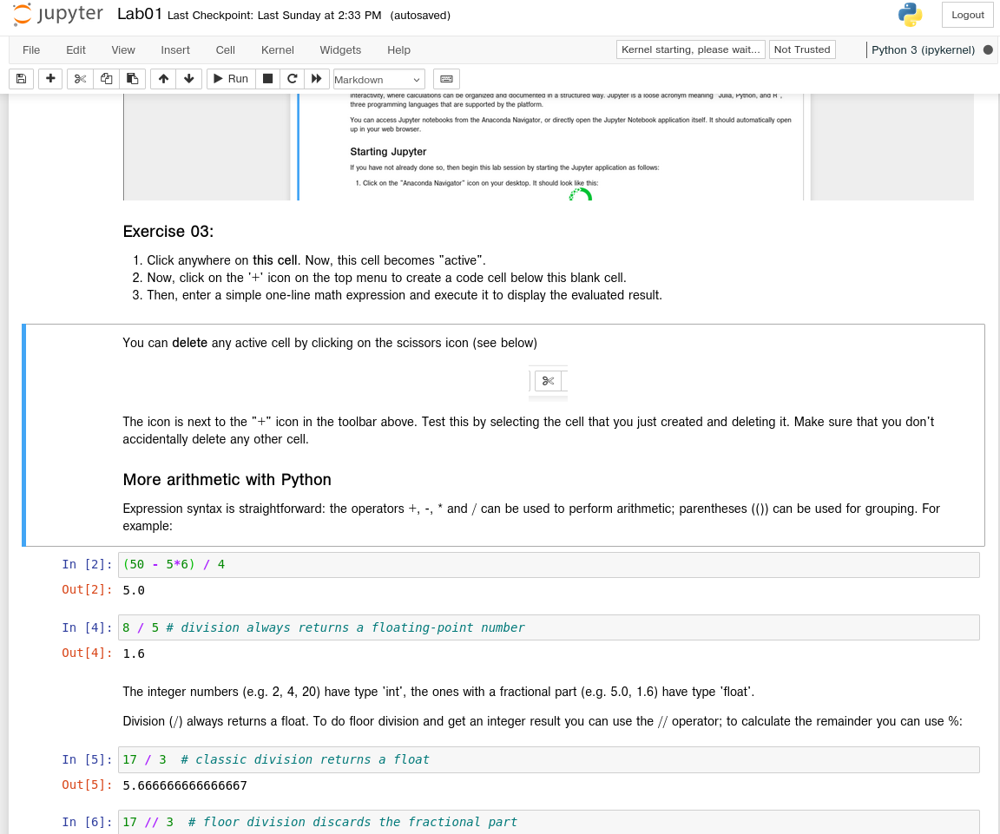 jupyter Lab01 Last Checkpoint: Last Sunday at 2:33 PM (autosaved)
Logout
File Edit View Insert Cell Kernel Widgets Help
Kernel starting, please wait... Not Trusted Python 3 (ipykernel)
Run Markdown
interactivity, where calculations can be organized and documented in a structured way. Jupyter is a loose acronym meaning "Julia, Python, and R",
three programming languages that are supported by the platform.
You can access Jupyter notebooks from the Anaconda Navigator, or directly open the Jupyter Notebook application itself. It should automatically open
up in your web browser.
Starting Jupyter
If you have not already done so, then begin this lab session by starting the Jupyter application as follows:
1. Click on the "Anaconda Navigator" icon on your desktop. It should look like this:
Exercise 03:
1. Click anywhere on this cell. Now, this cell becomes "active".
2. Now, click on the '+' icon on the top menu to create a code cell below this blank cell.
3. Then, enter a simple one-line math expression and execute it to display the evaluated result.
You can delete any active cell by clicking on the scissors icon (see below)
The icon is next to the "+" icon in the toolbar above. Test this by selecting the cell that you just created and deleting it. Make sure that you don't
accidentally delete any other cell.
More arithmetic with Python
Expression syntax is straightforward: the operators +, -, * and / can be used to perform arithmetic; parentheses (()) can be used for grouping. For
example:
In [2]: (50 - 5*6) / 4
Out[2]: 5.0
In [4]: 8 / 5 # division always returns a floating-point number
Out[4]: 1.6
The integer numbers (e.g. 2, 4, 20) have type 'int', the ones with a fractional part (e.g. 5.0, 1.6) have type 'float'.
Division (/) always returns a float. To do floor division and get an integer result you can use the // operator; to calculate the remainder you can use %:
In [5]: 17 / 3  # classic division returns a float
Out[5]: 5.666666666666667
In [6]: 17 // 3  # floor division discards the fractional part